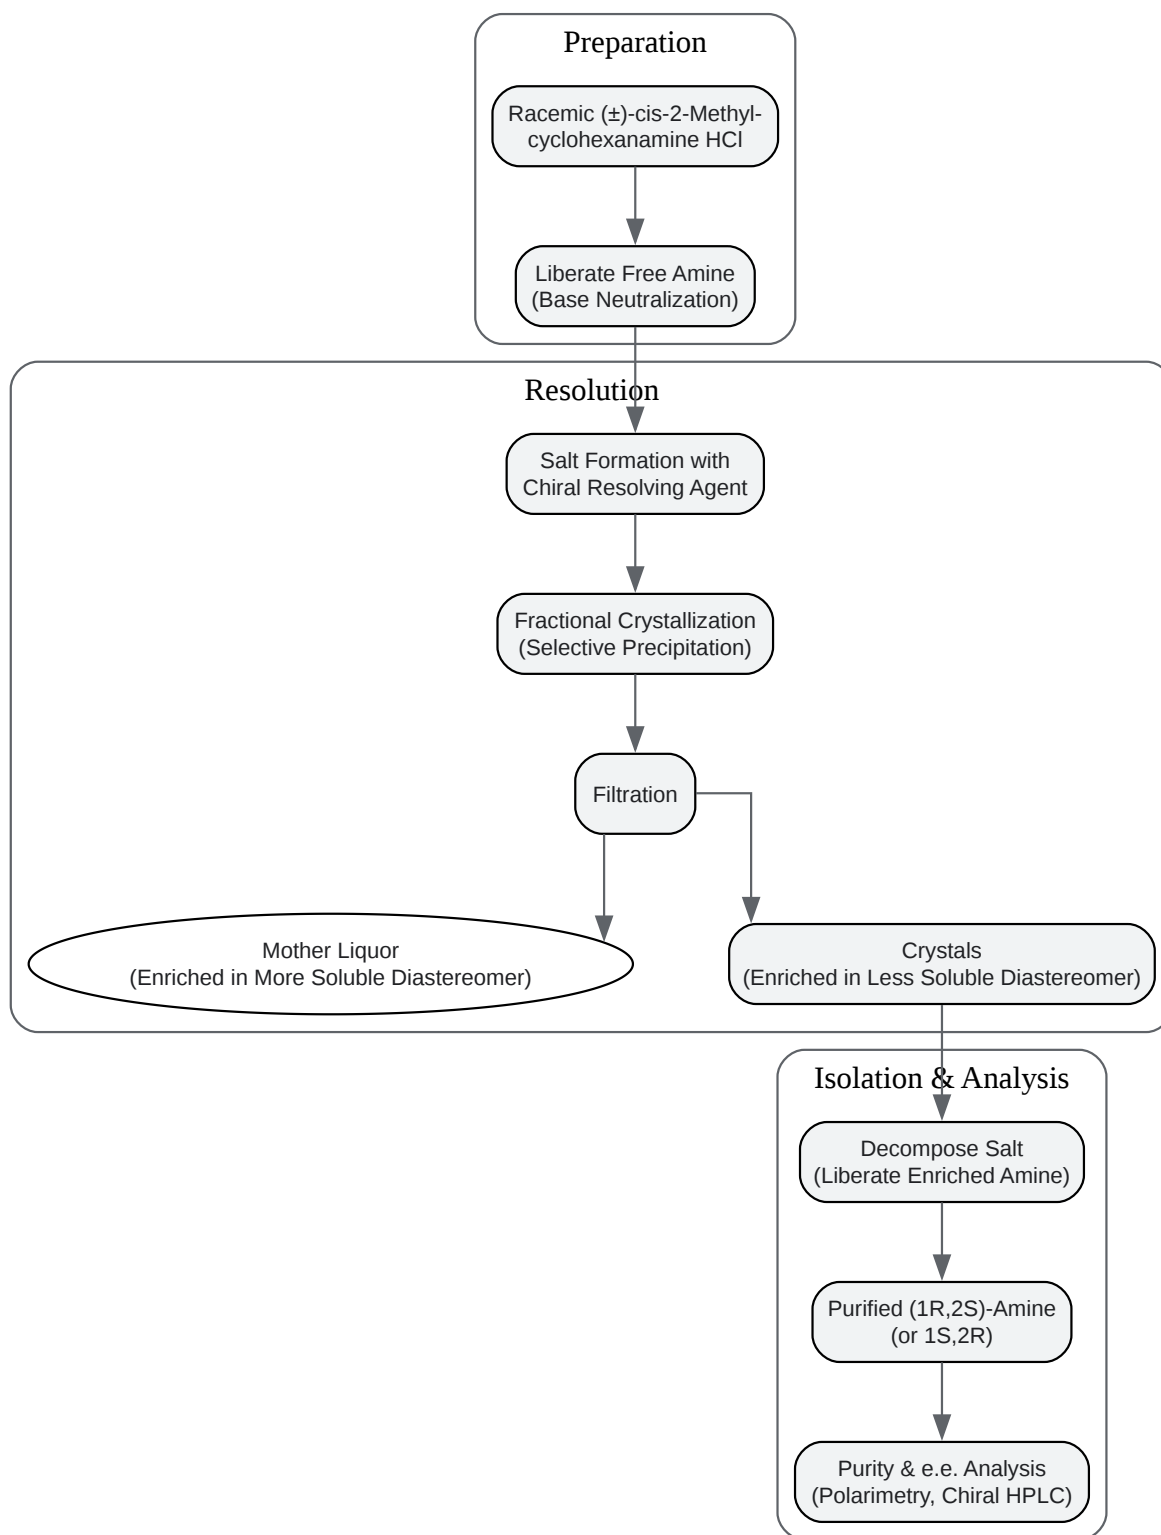 Preparation
Racemic (±)-cis-2-Methyl-
cyclohexanamine HCl
Liberate Free Amine
(Base Neutralization)
Resolution
Salt Formation with
Chiral Resolving Agent
Fractional Crystallization
(Selective Precipitation)
Filtration
Mother Liquor
(Enriched in More Soluble Diastereomer)
Crystals
(Enriched in Less Soluble Diastereomer)
Isolation & Analysis
Decompose Salt
(Liberate Enriched Amine)
Purified (1R,2S)-Amine
(or 1S,2R)
Purity & e.e. Analysis
(Polarimetry, Chiral HPLC)